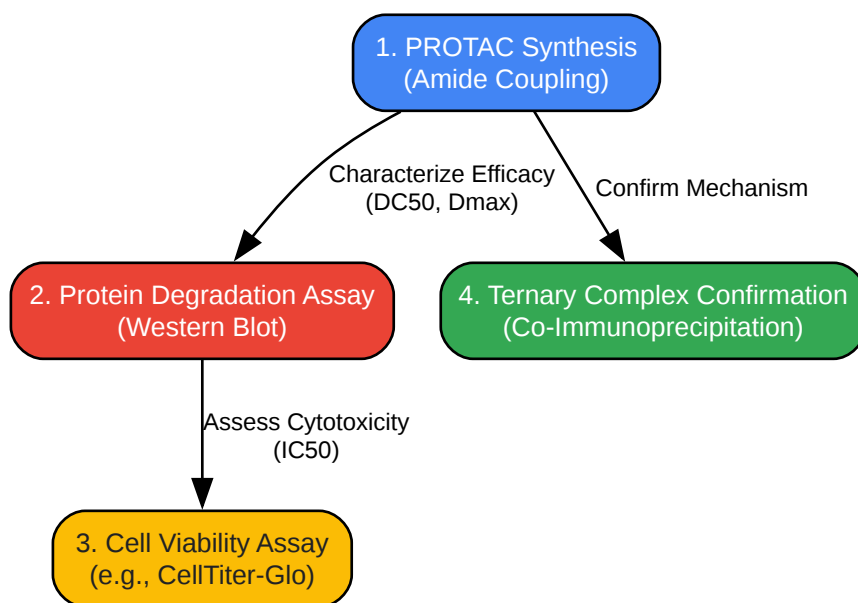 1. PROTAC Synthesis
(Amide Coupling)
Characterize Efficacy
(DC50, Dmax)
Confirm Mechanism
2. Protein Degradation Assay
(Western Blot)
4. Ternary Complex Confirmation
(Co-Immunoprecipitation)
Assess Cytotoxicity
(IC50)
3. Cell Viability Assay
(e.g., CellTiter-Glo)